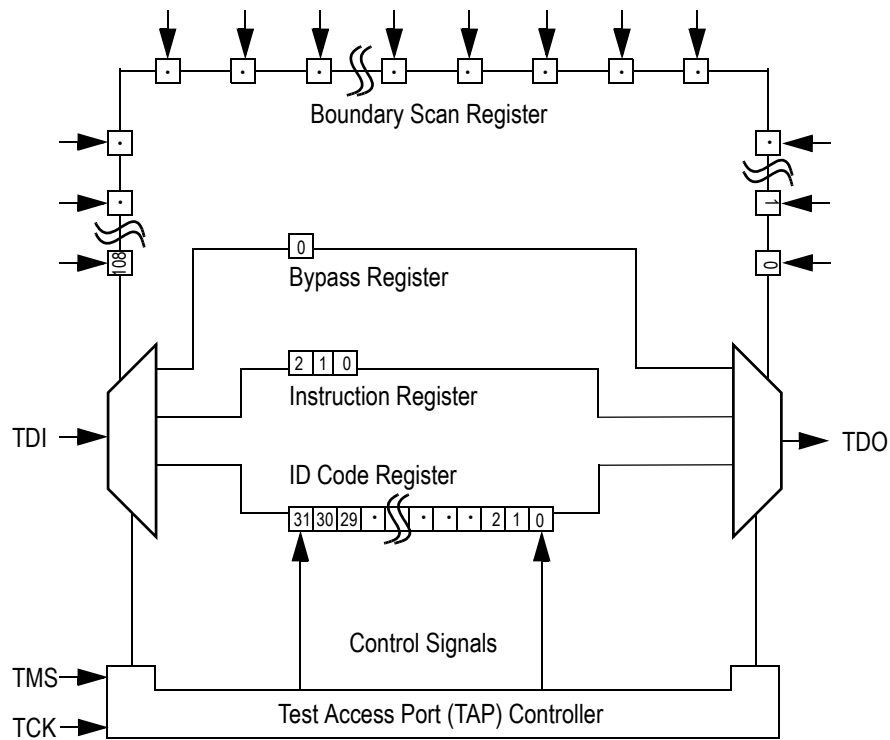 Boundary Scan Register
1
108
0
0
Bypass Register
2 1 0
Instruction Register
TDI
TDO
ID Code Register
31 30 29 · · · · 2 1 0
Control Signals
TMS
Test Access Port (TAP) Controller
TCK